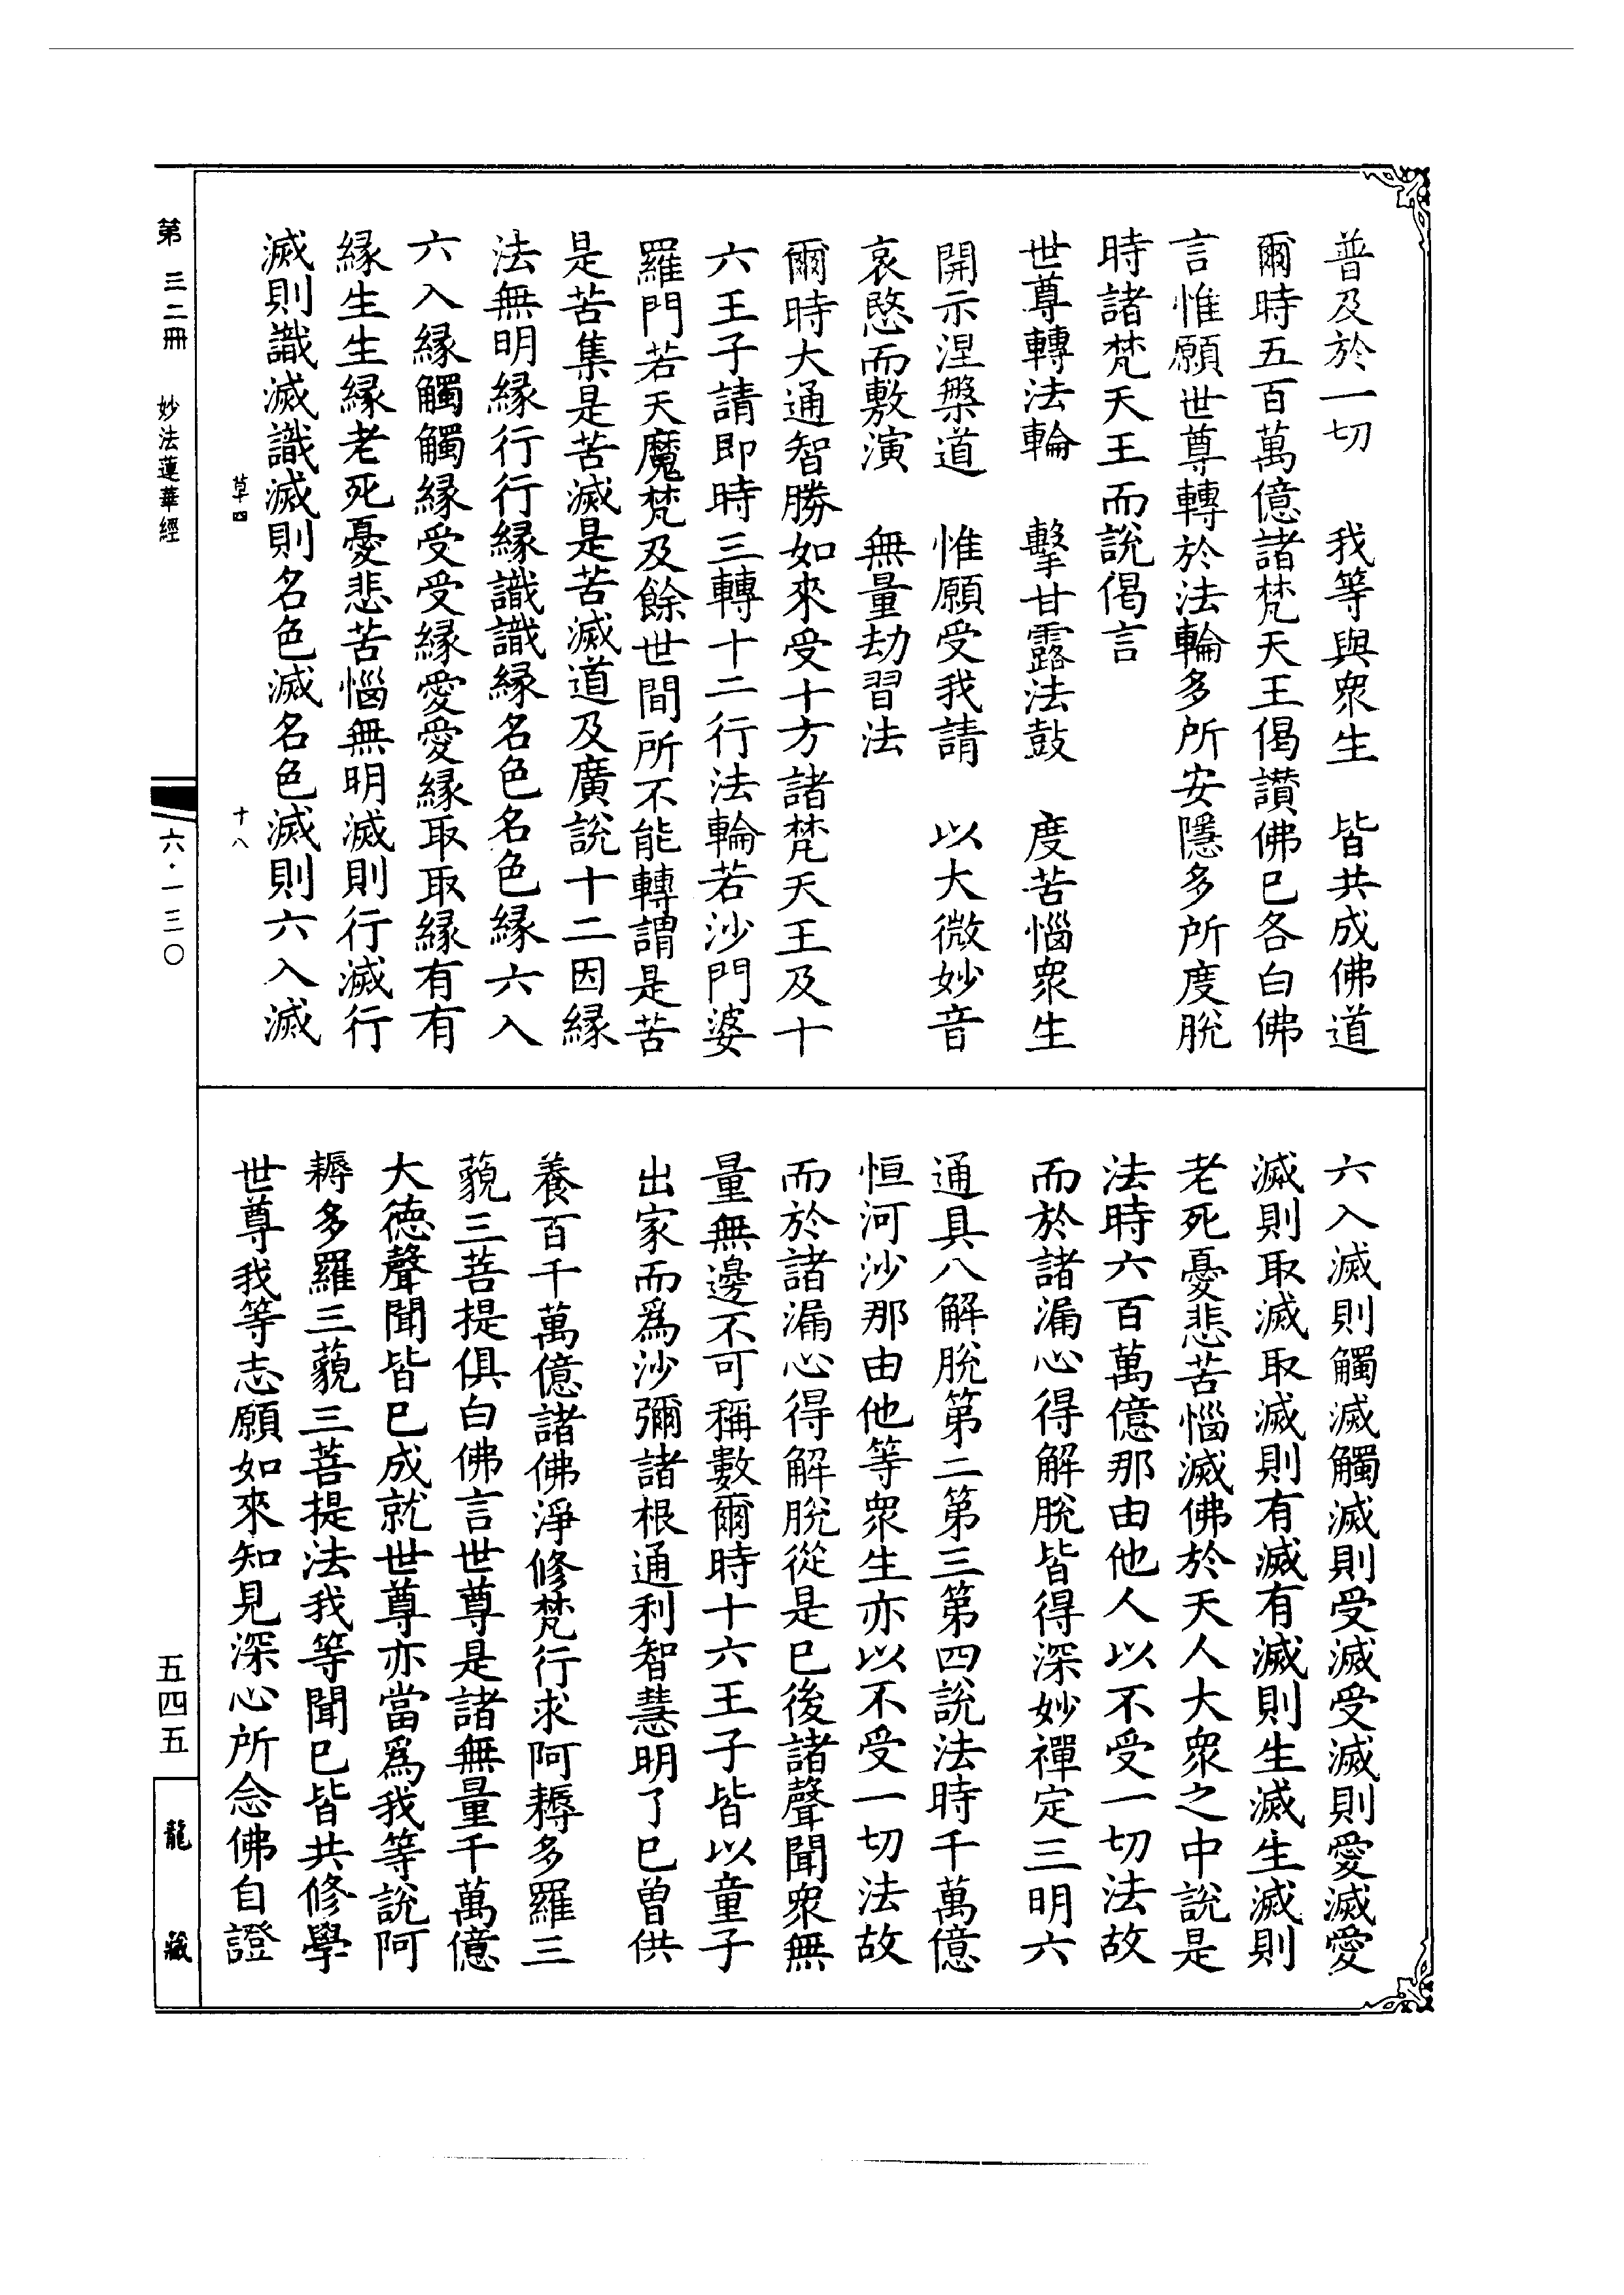 普及於一切　我等與衆生　皆共成佛道
爾時五百萬億諸梵天王偈讃佛巳各白佛
言惟願世尊轉於法輪多所安隱多所度脫
時諸梵天王而說偈言
世尊轉法輪　擊甘露法鼓　度苦惱衆生
開示涅槃道　惟願受我請　以大微妙音
哀愍而敷演　無量劫習法
爾時大通智勝如來受十方諸梵天王及十
六王子請即時三轉十二行法輪若沙門婆
羅門若天魔梵及餘世間所不能轉謂是苦
是苦集是苦滅是苦滅道及廣說十二因緣
法無明緣行行緣識識緣名色名色緣六入
六入緣觸觸緣受受緣愛愛緣取取緣有有
緣生生緣老死憂悲苦惱無明滅則行滅行
滅則識滅識滅則名色滅名色滅則六入滅
草四
十八
六入滅則觸滅觸滅則受滅受滅則愛滅愛
滅則取滅取滅則有滅有滅則生滅生滅則
老死憂悲苦惱滅佛於天人大衆之中說是
法時六百萬億那由他人以不受一切法故
而於諸漏心得解脫皆得深妙禪定三明六
通具八解脫第二第三第四說法時千萬億
恒河沙那由他等衆生亦以不受一切法故
而於諸漏心得解脫從是巳後諸聲聞衆無
量無邊不可稱數爾時十六王子皆以童子
出家而爲沙彌諸根通利智慧明了巳曾供
養百千萬億諸佛淨修梵行求阿耨多羅三
藐三菩提俱白佛言世尊是諸無量千萬億
大德聲聞皆巳成就世尊亦當爲我等說阿
耨多羅三藐三菩提法我等聞巳皆共修學
世尊我等志願如來知見深心所念佛自證
第三二冊　妙法蓮華經
六·一三〇
五四五
龍藏